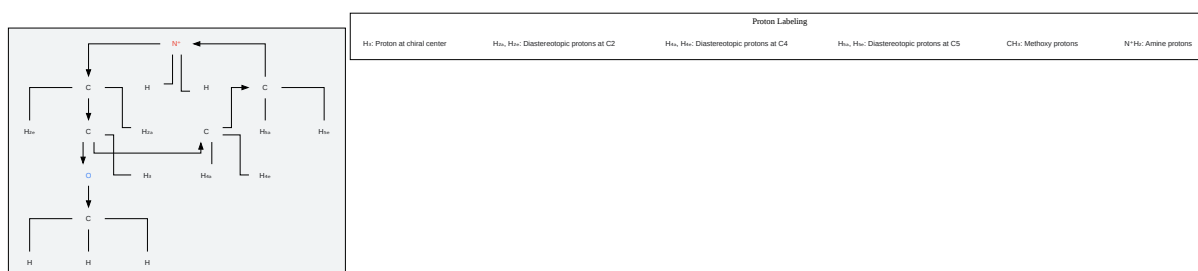 Proton Labeling
H₃: Proton at chiral center H₂ₐ, H₂ₑ: Diastereotopic protons at C2 H₄ₐ, H₄ₑ: Diastereotopic protons at C4 H₅ₐ, H₅ₑ: Diastereotopic protons at C5 CH₃: Methoxy protons N⁺H₂: Amine protons
N⁺
C H H C
H₂ₑ C H₂ₐ C H₅ₐ H₅ₑ
O H₃ H₄ₐ H₄ₑ
C
H H H